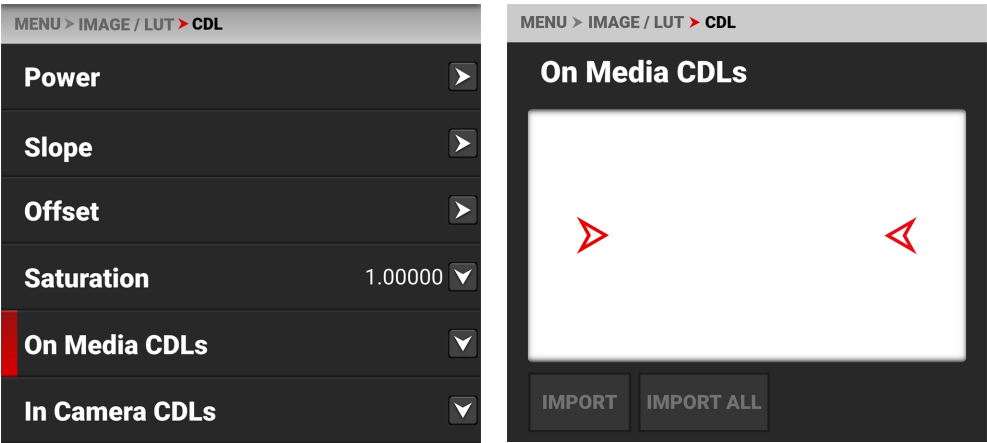 MENU > IMAGE / LUT > CDL
Power
Slope
Offset
Saturation 1.00000
On Media CDLs
In Camera CDLs
MENU > IMAGE / LUT > CDL
On Media CDLs
IMPORT IMPORT ALL